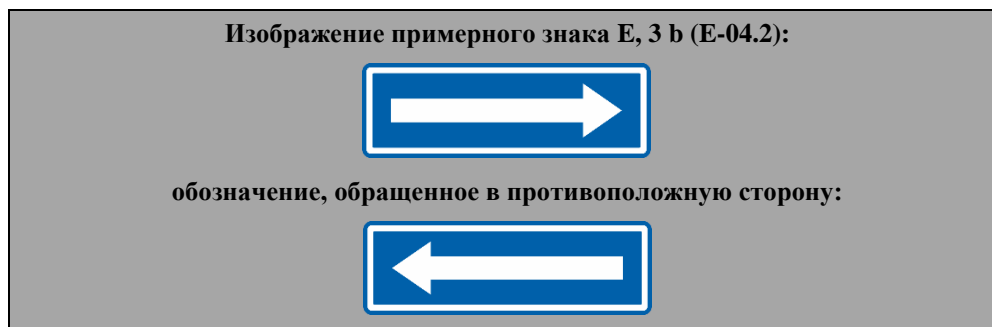 Изображение примерного знака E, 3 b (E-04.2):
обозначение, обращенное в противоположную сторону: